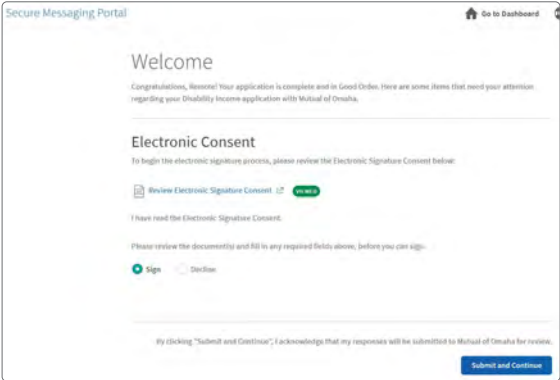 Secure Messaging Portal
Go to Dashboard
Welcome
Congratulations, Ramone! Your application is complete and in Good Order. Here are some items that need your attention
regarding your Disability Income application with Mutual of Omaha.
Electronic Consent
To begin the electronic signature process, please review the Electronic Signature Consent below:
Review Electronic Signature Consent VIEWED
I have read the Electronic Signature Consent.
Please review the document(s) and fill in any required fields above, before you can sign.
Sign Decline
By clicking "Submit and Continue", I acknowledge that my responses will be submitted to Mutual of Omaha for review.
Submit and Continue